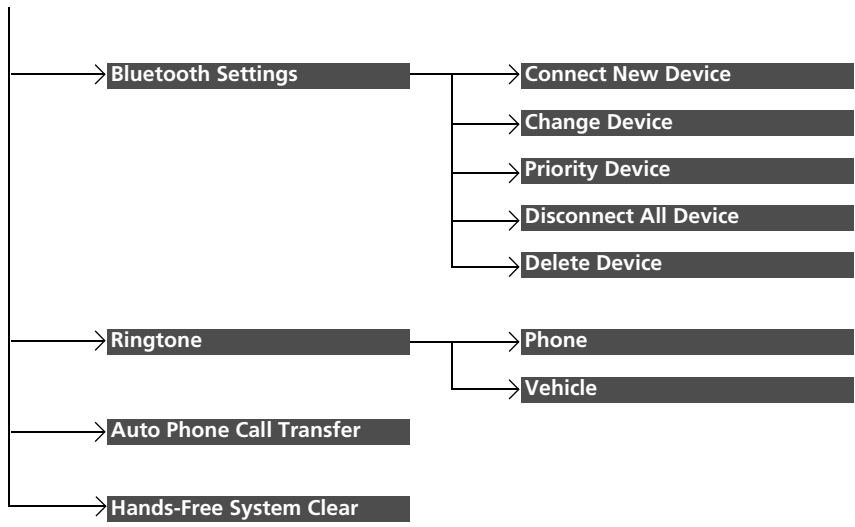 Bluetooth Settings
Connect New Device
Change Device
Priority Device
Disconnect All Device
Delete Device
Ringtone
Phone
Vehicle
Auto Phone Call Transfer
Hands-Free System Clear